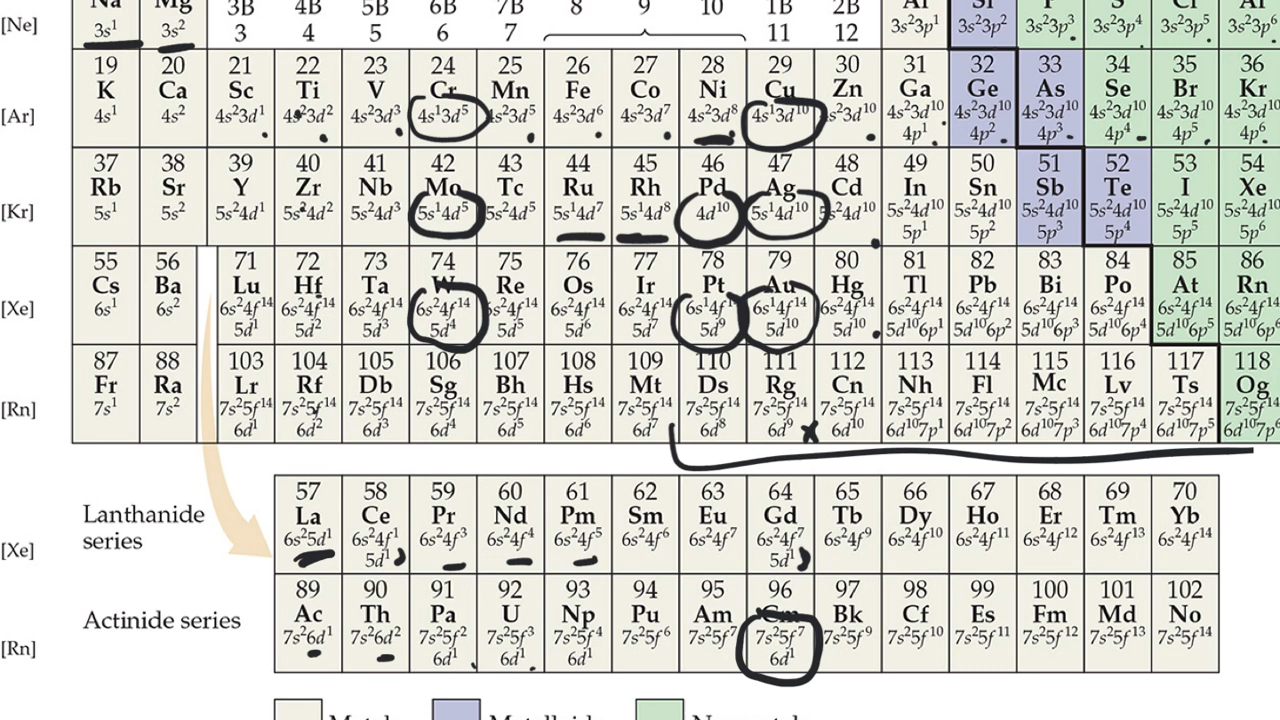 Na Mg 3B 4B 5B 6B 7B 8 9 10 1B 2B Al Si P S Cl Ar
[Ne] 3s¹ 3s² 3 4 5 6 7 11 12 3s²3p¹ 3s²3p² 3s²3p³ 3s²3p⁴ 3s²3p⁵ 3s²3p⁶
19 20 21 22 23 24 25 26 27 28 29 30 31 32 33 34 35 36
K Ca Sc Ti V Cr Mn Fe Co Ni Cu Zn Ga Ge As Se Br Kr
[Ar] 4s¹ 4s² 4s²3d¹ 4s²3d² 4s²3d³ 4s¹3d⁵ 4s²3d⁵ 4s²3d⁶ 4s²3d⁷ 4s²3d⁸ 4s¹3d¹⁰ 4s²3d¹⁰ 4s²3d¹⁰ 4s²3d¹⁰ 4s²3d¹⁰ 4s²3d¹⁰ 4s²3d¹⁰ 4s²3d¹⁰
4p¹ 4p² 4p³ 4p⁴ 4p⁵ 4p⁶
37 38 39 40 41 42 43 44 45 46 47 48 49 50 51 52 53 54
Rb Sr Y Zr Nb Mo Tc Ru Rh Pd Ag Cd In Sn Sb Te I Xe
[Kr] 5s¹ 5s² 5s²4d¹ 5s²4d² 5s²4d³ 5s¹4d⁵ 5s²4d⁵ 5s¹4d⁷ 5s¹4d⁸ 4d¹⁰ 5s¹4d¹⁰ 5s²4d¹⁰ 5s²4d¹⁰ 5s²4d¹⁰ 5s²4d¹⁰ 5s²4d¹⁰ 5s²4d¹⁰ 5s²4d¹⁰
5p¹ 5p² 5p³ 5p⁴ 5p⁵ 5p⁶
55 56 71 72 73 74 75 76 77 78 79 80 81 82 83 84 85 86
Cs Ba Lu Hf Ta W Re Os Ir Pt Au Hg Tl Pb Bi Po At Rn
[Xe] 6s¹ 6s² 6s²4f¹⁴ 6s²4f¹⁴ 6s²4f¹⁴ 6s²4f¹⁴ 6s²4f¹⁴ 6s²4f¹⁴ 6s²4f¹⁴ 6s¹4f¹⁴ 6s¹4f¹⁴ 6s²4f¹⁴ 6s²4f¹⁴ 6s²4f¹⁴ 6s²4f¹⁴ 6s²4f¹⁴ 6s²4f¹⁴ 6s²4f¹⁴
5d¹ 5d² 5d³ 5d⁴ 5d⁵ 5d⁶ 5d⁷ 5d⁹ 5d¹⁰ 5d¹⁰ 5d¹⁰6p¹ 5d¹⁰6p² 5d¹⁰6p³ 5d¹⁰6p⁴ 5d¹⁰6p⁵ 5d¹⁰6p⁶
87 88 103 104 105 106 107 108 109 110 111 112 113 114 115 116 117 118
Fr Ra Lr Rf Db Sg Bh Hs Mt Ds Rg Cn Nh Fl Mc Lv Ts Og
[Rn] 7s¹ 7s² 7s²5f¹⁴ 7s²5f¹⁴ 7s²5f¹⁴ 7s²5f¹⁴ 7s²5f¹⁴ 7s²5f¹⁴ 7s²5f¹⁴ 7s²5f¹⁴ 7s²5f¹⁴ 7s²5f¹⁴ 7s²5f¹⁴ 7s²5f¹⁴ 7s²5f¹⁴ 7s²5f¹⁴ 7s²5f¹⁴ 7s²5f¹⁴
6d¹ 6d² 6d³ 6d⁴ 6d⁵ 6d⁶ 6d⁷ 6d⁸ 6d⁹ 6d¹⁰ 6d¹⁰7p¹ 6d¹⁰7p² 6d¹⁰7p³ 6d¹⁰7p⁴ 6d¹⁰7p⁵ 6d¹⁰7p⁶
57 58 59 60 61 62 63 64 65 66 67 68 69 70
Lanthanide La Ce Pr Nd Pm Sm Eu Gd Tb Dy Ho Er Tm Yb
series 6s²5d¹ 6s²4f¹ 6s²4f³ 6s²4f⁴ 6s²4f⁵ 6s²4f⁶ 6s²4f⁷ 6s²4f⁷ 6s²4f⁹ 6s²4f¹⁰ 6s²4f¹¹ 6s²4f¹² 6s²4f¹³ 6s²4f¹⁴
[Xe] 5d¹ 5d¹
89 90 91 92 93 94 95 96 97 98 99 100 101 102
Actinide series Ac Th Pa U Np Pu Am Cm Bk Cf Es Fm Md No
7s²6d¹ 7s²6d² 7s²5f² 7s²5f³ 7s²5f⁴ 7s²5f⁶ 7s²5f⁷ 7s²5f⁷ 7s²5f⁹ 7s²5f¹⁰ 7s²5f¹¹ 7s²5f¹² 7s²5f¹³ 7s²5f¹⁴
[Rn] 6d¹ 6d¹ 6d¹ 6d¹
Metals Metalloids Nonmetals